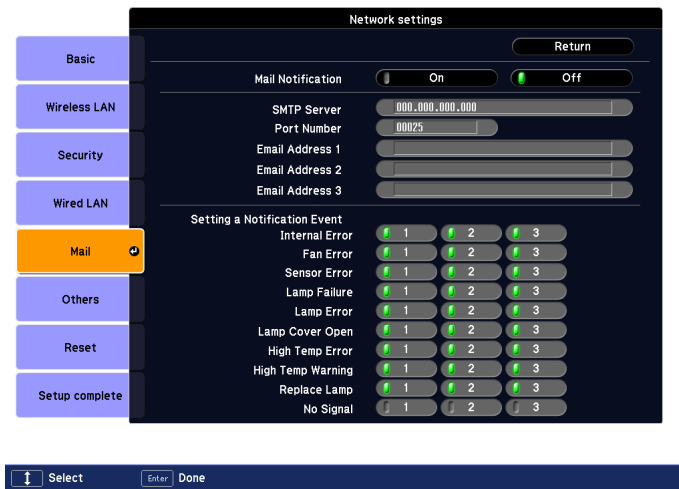 Network settings
Return
Basic
Mail Notification On Off
Wireless LAN
SMTP Server 000.000.000.000
Port Number 00025
Security
Email Address 1
Email Address 2
Email Address 3
Wired LAN
Setting a Notification Event
Internal Error 1 2 3
Mail
Fan Error 1 2 3
Sensor Error 1 2 3
Lamp Failure 1 2 3
Others
Lamp Error 1 2 3
Lamp Cover Open 1 2 3
Reset
High Temp Error 1 2 3
High Temp Warning 1 2 3
Replace Lamp 1 2 3
Setup complete
No Signal 1 2 3
Select Enter Done